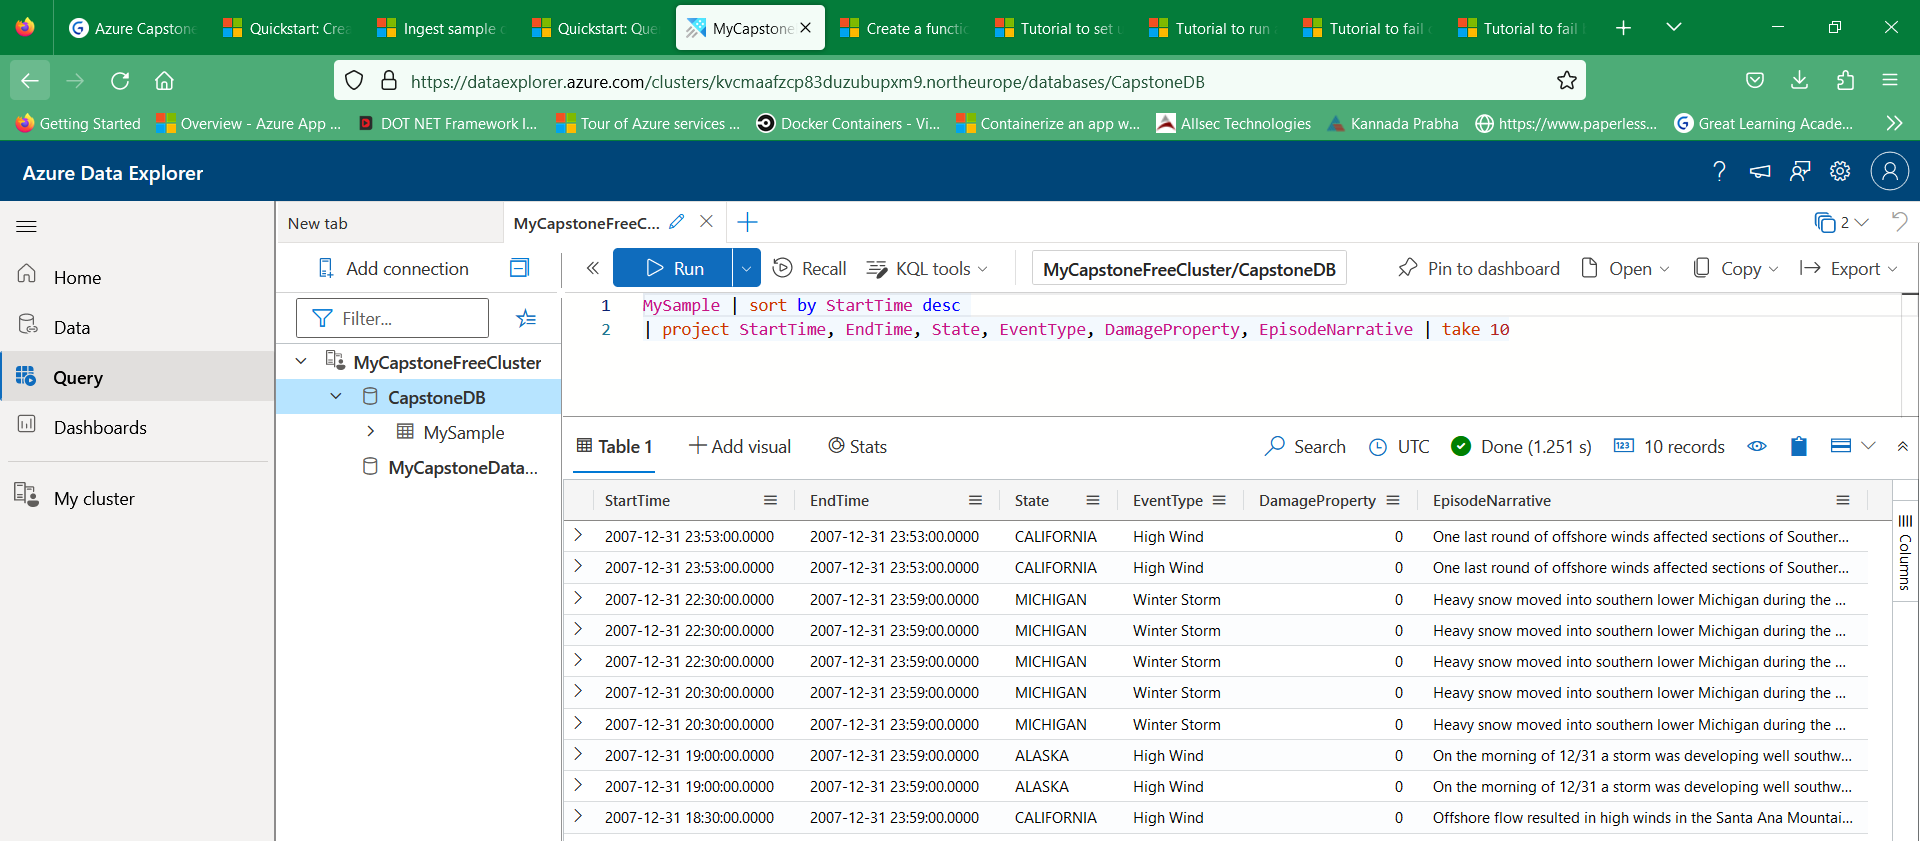 Azure Capstone
Quickstart: Crea
Ingest sample d
Quickstart: Que
MyCapstone
Create a functio
Tutorial to set u
Tutorial to run
Tutorial to fail
Tutorial to fail
https://dataexplorer.azure.com/clusters/kvcmaafzcp83duzubupxm9.northeurope/databases/CapstoneDB
Getting Started
Overview - Azure App ...
DOT NET Framework I...
Tour of Azure services ...
Docker Containers - Vi...
Containerize an app w...
Allsec Technologies
Kannada Prabha
https://www.paperless...
Great Learning Acade...
Azure Data Explorer
New tab
MyCapstoneFreeC...
2
Home
Data
Query
Dashboards
My cluster
Add connection
Filter...
MyCapstoneFreeCluster
CapstoneDB
MySample
MyCapstoneData...
Run
Recall
KQL tools
MyCapstoneFreeCluster/CapstoneDB
Pin to dashboard
Open
Copy
Export
1 MySample | sort by StartTime desc
2 | project StartTime, EndTime, State, EventType, DamageProperty, EpisodeNarrative | take 10
Table 1
Add visual
Stats
Search
UTC
Done (1.251 s)
123 10 records
StartTime EndTime State EventType DamageProperty EpisodeNarrative
2007-12-31 23:53:00.0000 2007-12-31 23:53:00.0000 CALIFORNIA High Wind 0 One last round of offshore winds affected sections of Souther...
2007-12-31 23:53:00.0000 2007-12-31 23:53:00.0000 CALIFORNIA High Wind 0 One last round of offshore winds affected sections of Souther...
2007-12-31 22:30:00.0000 2007-12-31 23:59:00.0000 MICHIGAN Winter Storm 0 Heavy snow moved into southern lower Michigan during the ...
2007-12-31 22:30:00.0000 2007-12-31 23:59:00.0000 MICHIGAN Winter Storm 0 Heavy snow moved into southern lower Michigan during the ...
2007-12-31 22:30:00.0000 2007-12-31 23:59:00.0000 MICHIGAN Winter Storm 0 Heavy snow moved into southern lower Michigan during the ...
2007-12-31 20:30:00.0000 2007-12-31 23:59:00.0000 MICHIGAN Winter Storm 0 Heavy snow moved into southern lower Michigan during the ...
2007-12-31 20:30:00.0000 2007-12-31 23:59:00.0000 MICHIGAN Winter Storm 0 Heavy snow moved into southern lower Michigan during the ...
2007-12-31 19:00:00.0000 2007-12-31 23:59:00.0000 ALASKA High Wind 0 On the morning of 12/31 a storm was developing well southw...
2007-12-31 19:00:00.0000 2007-12-31 23:59:00.0000 ALASKA High Wind 0 On the morning of 12/31 a storm was developing well southw...
2007-12-31 18:30:00.0000 2007-12-31 23:59:00.0000 CALIFORNIA High Wind 0 Offshore flow resulted in high winds in the Santa Ana Mountai...
Columns